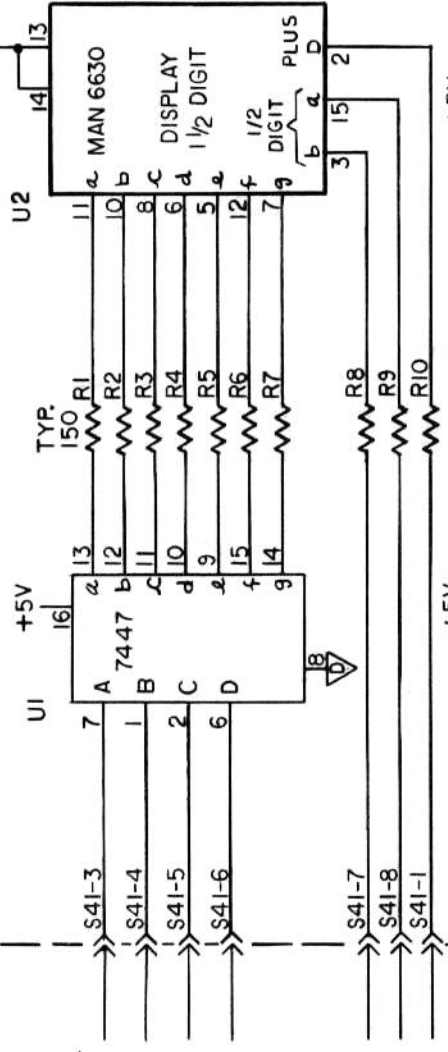 13
14
U2
MAN 6630
DISPLAY
1 1/2 DIGIT
1/2
DIGIT
PLUS
11 a
10 b
8 c
6 d
5 e
12 f
7 g
b 3
a 15
D 2
TYP.
150
R1
R2
R3
R4
R5
R6
R7
R8
R9
R10
+5V
16
U1
7447
13 a
12 b
11 c
10 d
9 e
15 f
14 g
7 A
1 B
2 C
6 D
8
D
S41-3
S41-4
S41-5
S41-6
S41-7
S41-8
S41-1